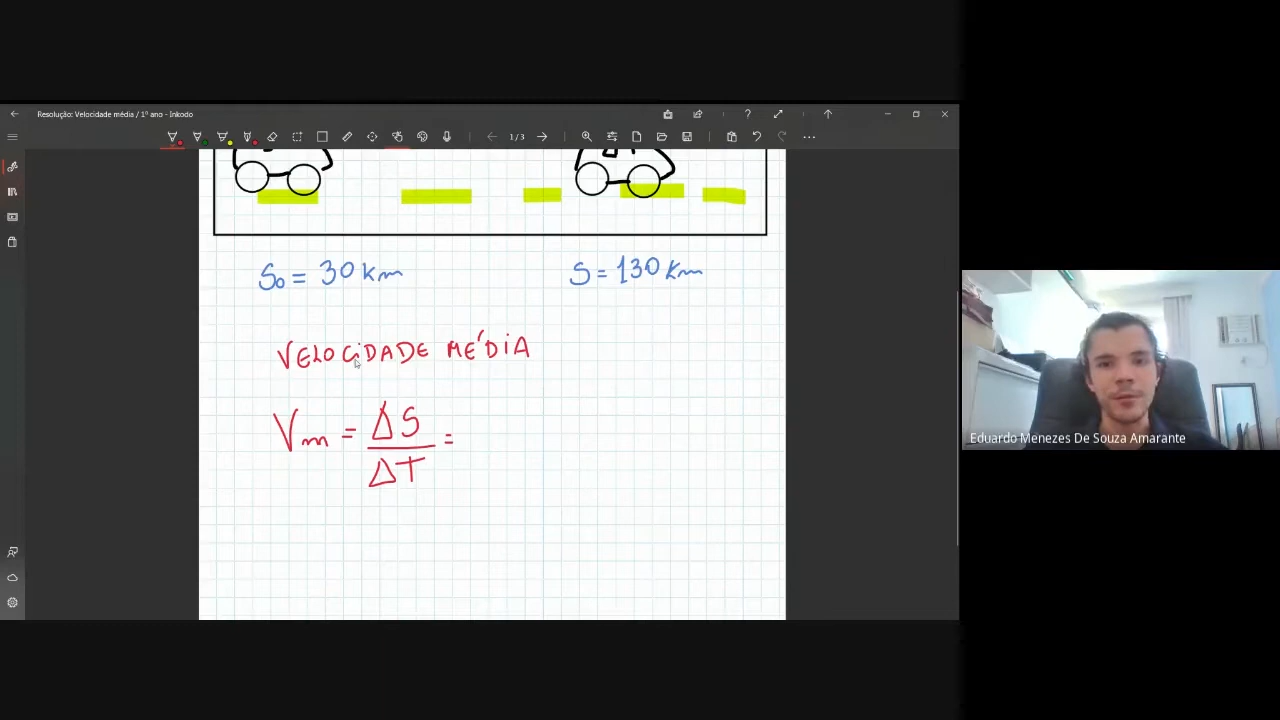 Resolução: Velocidade média / 1º ano - Inkodo
1/3
S₀ = 30 km
S = 130 km
VELOCiDADE MÉDiA
Vm = ΔS/ΔT =
Eduardo Menezes De Souza Amarante